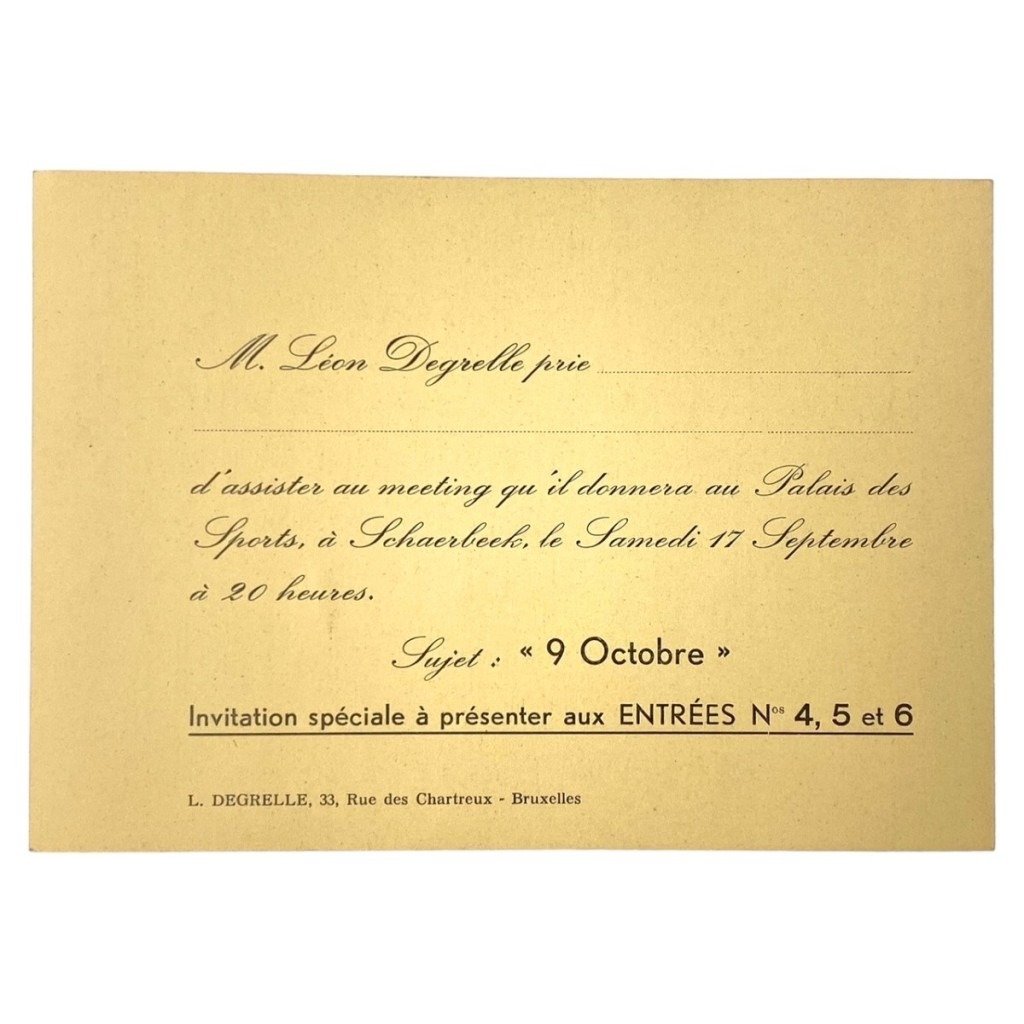 M. Léon Degrelle prie
d'assister au meeting qu'il donnera au Palais des
Sports, à Schaerbeek, le Samedi 17 Septembre
à 20 heures.
Sujet : « 9 Octobre »
Invitation spéciale à présenter aux ENTRÉES Nos 4, 5 et 6
L. DEGRELLE, 33, Rue des Chartreux - Bruxelles